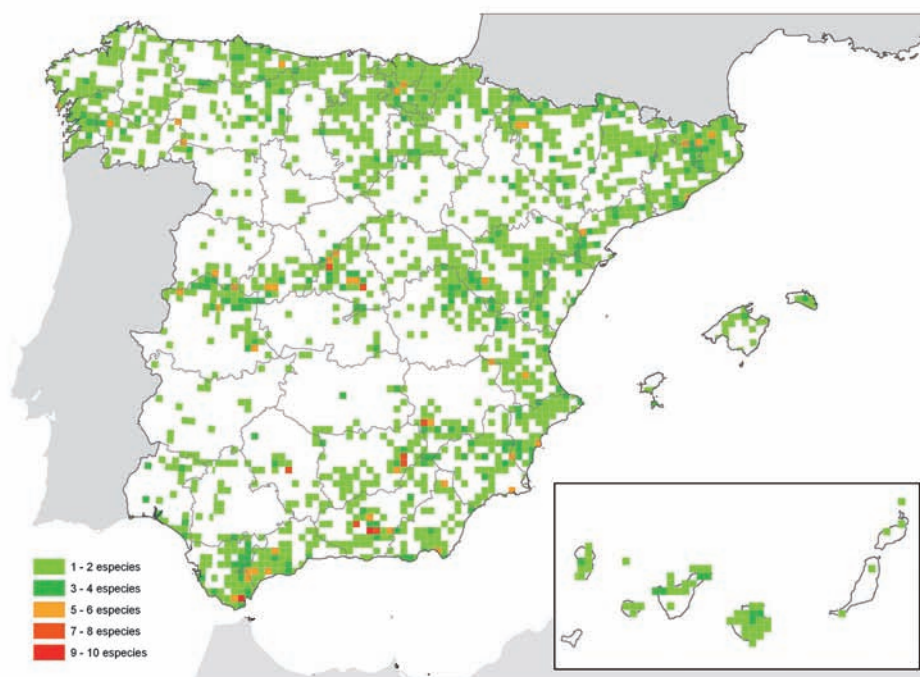 1 - 2 especies
3 - 4 especies
5 - 6 especies
7 - 8 especies
9 - 10 especies